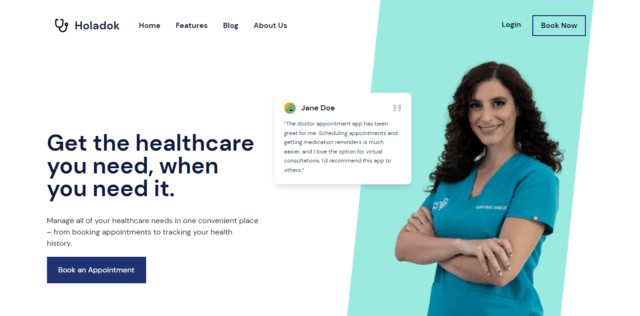 Holadok
Home
Features
Blog
About Us
Login
Book Now
Jane Doe
"The doctor appointment app has been
great for me. Scheduling appointments and
getting medication reminders is much
easier, and I love the option for virtual
consultations. I'd recommend this app to
others."
Get the healthcare
you need, when
you need it.
Manage all of your healthcare needs in one convenient place
– from booking appointments to tracking your health
history.
Book an Appointment